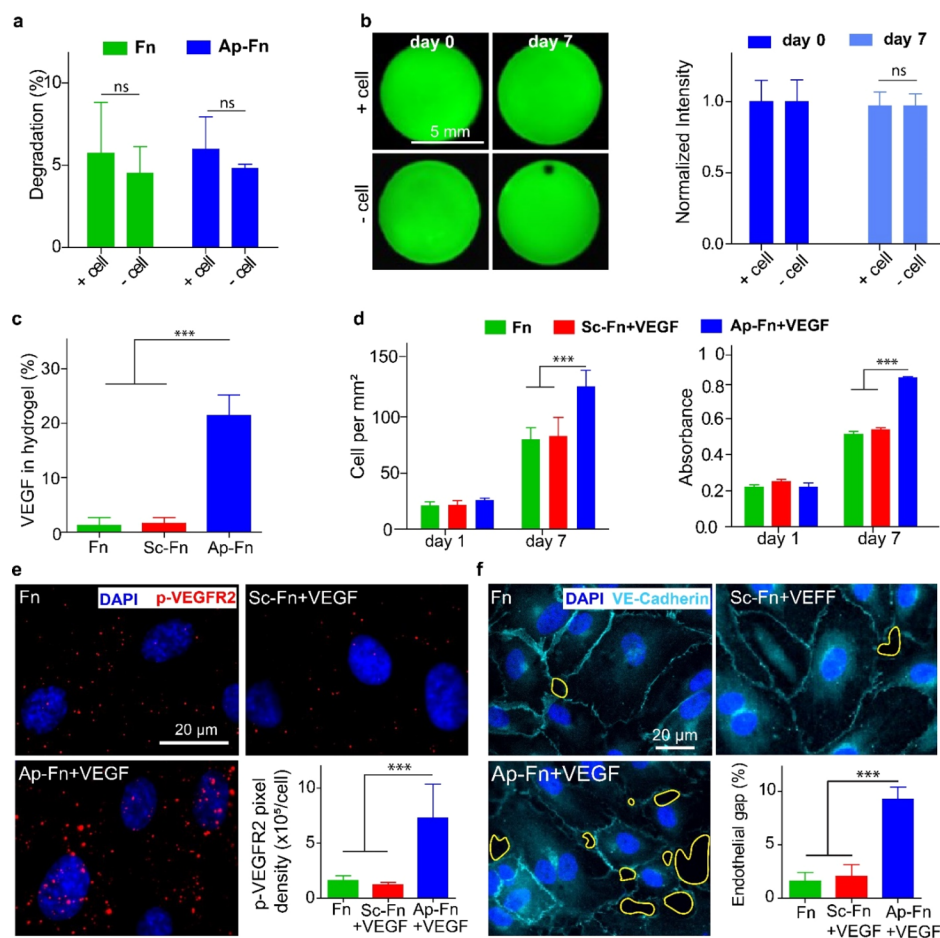 a
Fn
Ap-Fn
Degradation (%)
10
5
0
ns
ns
+ cell
- cell
+ cell
- cell
b
day 0
day 7
+ cell
- cell
5 mm
day 0
day 7
Normalized Intensity
1.0
0.0
ns
+ cell
- cell
+ cell
- cell
c
VEGF in hydrogel (%)
30
20
10
0
***
Fn
Sc-Fn
Ap-Fn
d
Fn
Sc-Fn+VEGF
Ap-Fn+VEGF
Cell per mm²
150
100
50
0
***
day 1
day 7
Absorbance
1 0
0.8
0.6
0.4
0.2
0.0
***
day 1
day 7
e
Fn
DAPI p-VEGFR2
20 μm
Sc-Fn+VEGF
Ap-Fn+VEGF
p-VEGFR2 pixel
density (x10⁵/cell)
10
5
0
***
Fn
Sc-Fn
+VEGF
Ap-Fn
+VEGF
f
Fn
DAPI VE-Cadherin
20 μm
Sc-Fn+VEFF
Ap-Fn+VEGF
Endothelial gap (%)
10
5
0
***
Fn
Sc-Fn
+VEGF
Ap-Fn
+VEGF